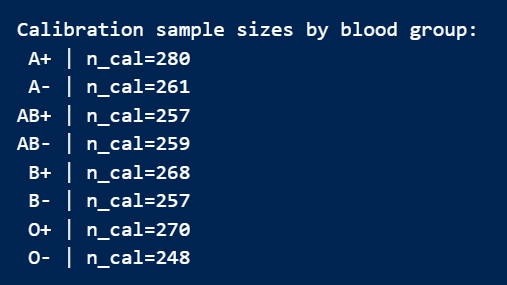 Calibration sample sizes by blood group:
A+ | n_cal=280
A- | n_cal=261
AB+ | n_cal=257
AB- | n_cal=259
B+ | n_cal=268
B- | n_cal=257
O+ | n_cal=270
O- | n_cal=248